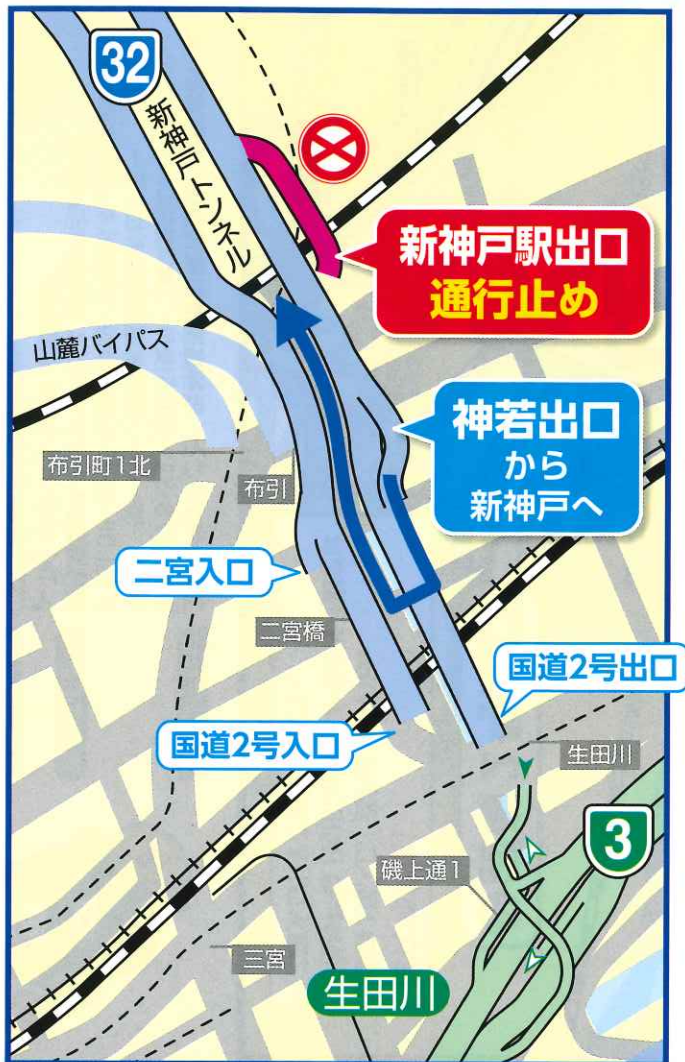 32
新神戸トンネル
新神戸駅出口
通行止め
山麓バイパス
神若出口
から
新神戸へ
布引町1北
布引
二宮入口
二宮橋
国道2号出口
国道2号入口
生田川
3
磯上通1
三宮
生田川